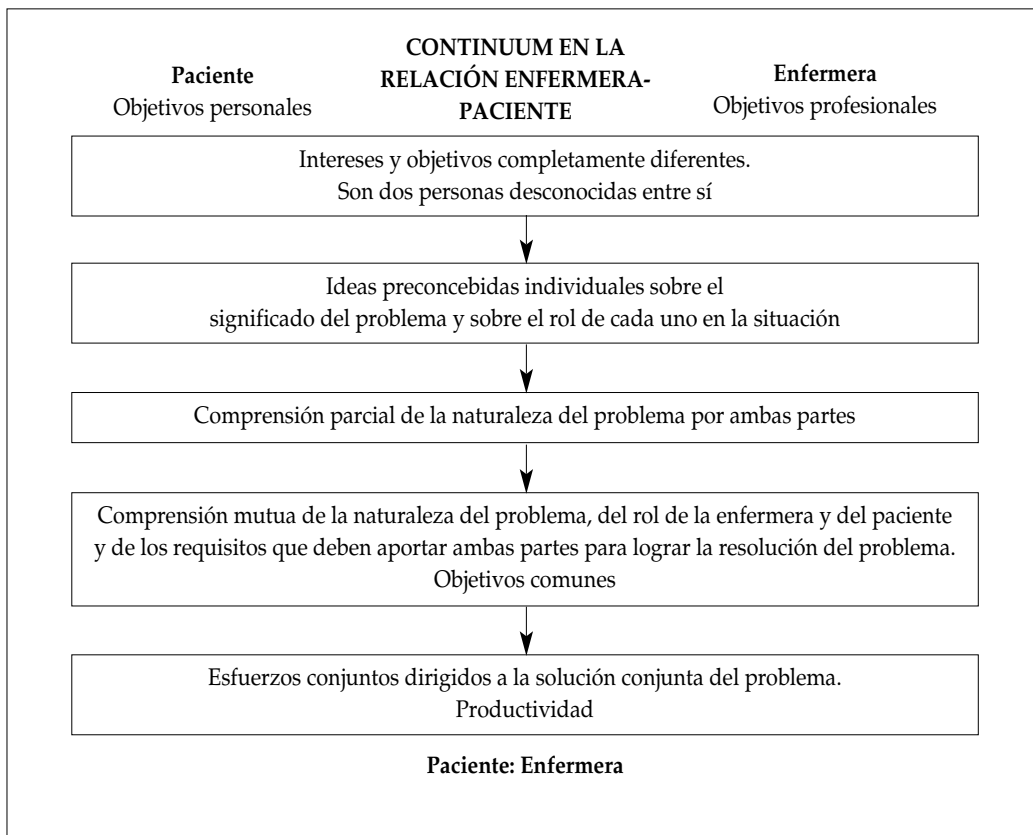 CONTINUUM EN LA
RELACIÓN ENFERMERA-
PACIENTE
Paciente
Objetivos personales
Enfermera
Objetivos profesionales
Intereses y objetivos completamente diferentes.
Son dos personas desconocidas entre sí
Ideas preconcebidas individuales sobre el
significado del problema y sobre el rol de cada uno en la situación
Comprensión parcial de la naturaleza del problema por ambas partes
Comprensión mutua de la naturaleza del problema, del rol de la enfermera y del paciente
y de los requisitos que deben aportar ambas partes para lograr la resolución del problema.
Objetivos comunes
Esfuerzos conjuntos dirigidos a la solución conjunta del problema.
Productividad
Paciente: Enfermera